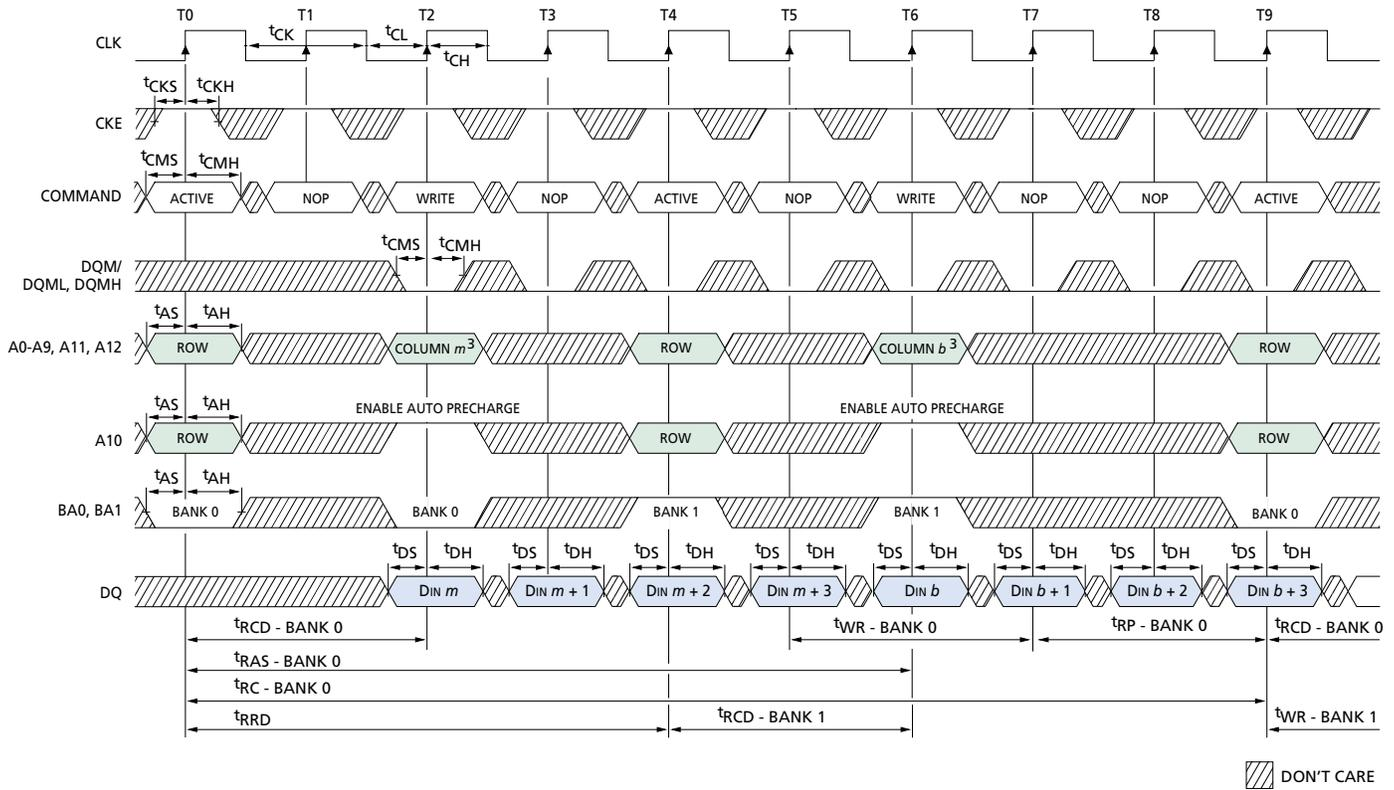 T0 T1 T2 T3 T4 T5 T6 T7 T8 T9
CLK
tCK tCL
tCH
tCKS tCKH
CKE
tCMS tCMH
COMMAND ACTIVE NOP WRITE NOP ACTIVE NOP WRITE NOP NOP ACTIVE
tCMS tCMH
DQM/
DQML, DQMH
tAS tAH
A0-A9, A11, A12 ROW COLUMN m3 ROW COLUMN b 3 ROW
tAS tAH ENABLE AUTO PRECHARGE ENABLE AUTO PRECHARGE
A10 ROW ROW ROW
tAS tAH
BA0, BA1 BANK 0 BANK 0 BANK 1 BANK 1 BANK 0
tDS tDH tDS tDH tDS tDH tDS tDH tDS tDH tDS tDH tDS tDH tDS tDH
DQ DIN m DIN m + 1 DIN m + 2 DIN m + 3 DIN b DIN b + 1 DIN b + 2 DIN b + 3
tRCD - BANK 0 tWR - BANK 0 tRP - BANK 0 tRCD - BANK 0
tRAS - BANK 0
tRC - BANK 0
tRRD tRCD - BANK 1 tWR - BANK 1
DON'T CARE